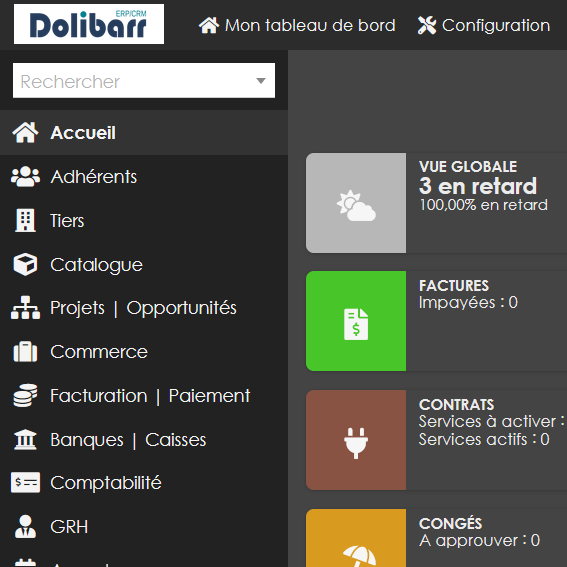 Dolibarr ERP/CRM
Mon tableau de bord
Configuration
Rechercher
Accueil
Adhérents
Tiers
Catalogue
Projets | Opportunités
Commerce
Facturation | Paiement
Banques | Caisses
Comptabilité
GRH
VUE GLOBALE
3 en retard
100,00% en retard
FACTURES
Impayées : 0
CONTRATS
Services à activer :
Services actifs : 0
CONGÉS
A approuver : 0